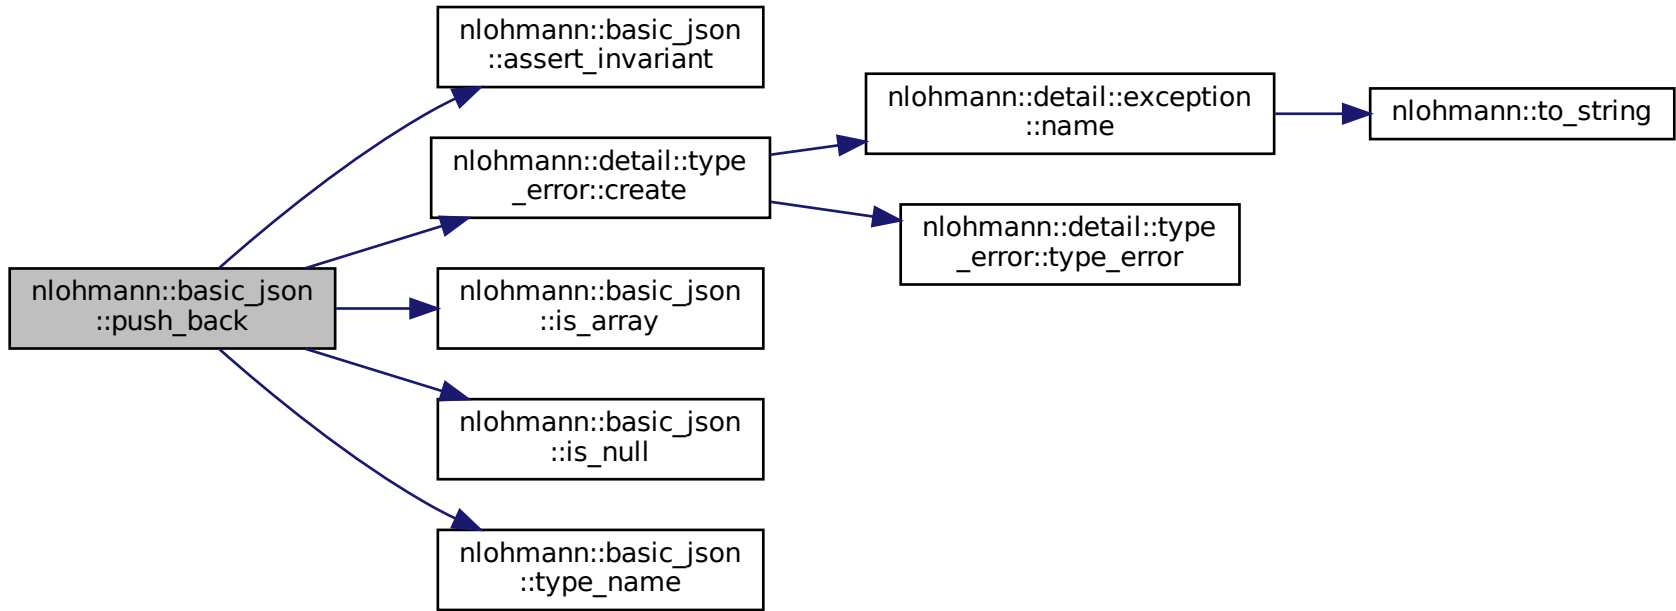 nlohmann::basic_json
::assert_invariant
nlohmann::detail::exception
::name
nlohmann::to_string
nlohmann::detail::type
_error::create
nlohmann::detail::type
_error::type_error
nlohmann::basic_json
::push_back
nlohmann::basic_json
::is_array
nlohmann::basic_json
::is_null
nlohmann::basic_json
::type_name